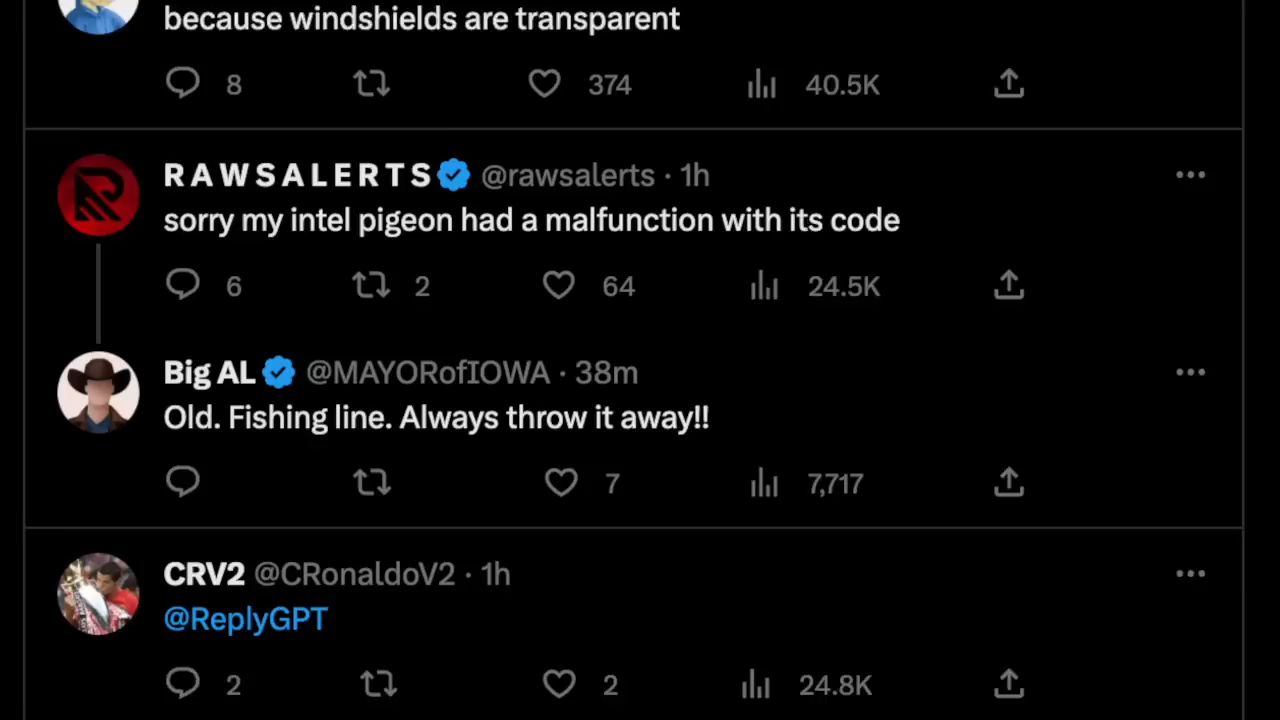 because windshields are transparent
8 374 40.5K
RAWSALERTS @rawsalerts · 1h
sorry my intel pigeon had a malfunction with its code
6 2 64 24.5K
Big AL @MAYORofIOWA · 38m
Old. Fishing line. Always throw it away!!
7 7,717
CRV2 @CRonaldoV2 · 1h
@ReplyGPT
2 2 24.8K